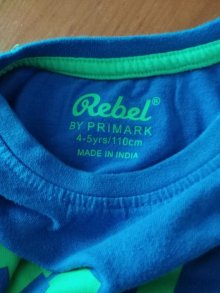 Rebel®
BY PRIMARK
4-5yrs/110cm
MADE IN INDIA